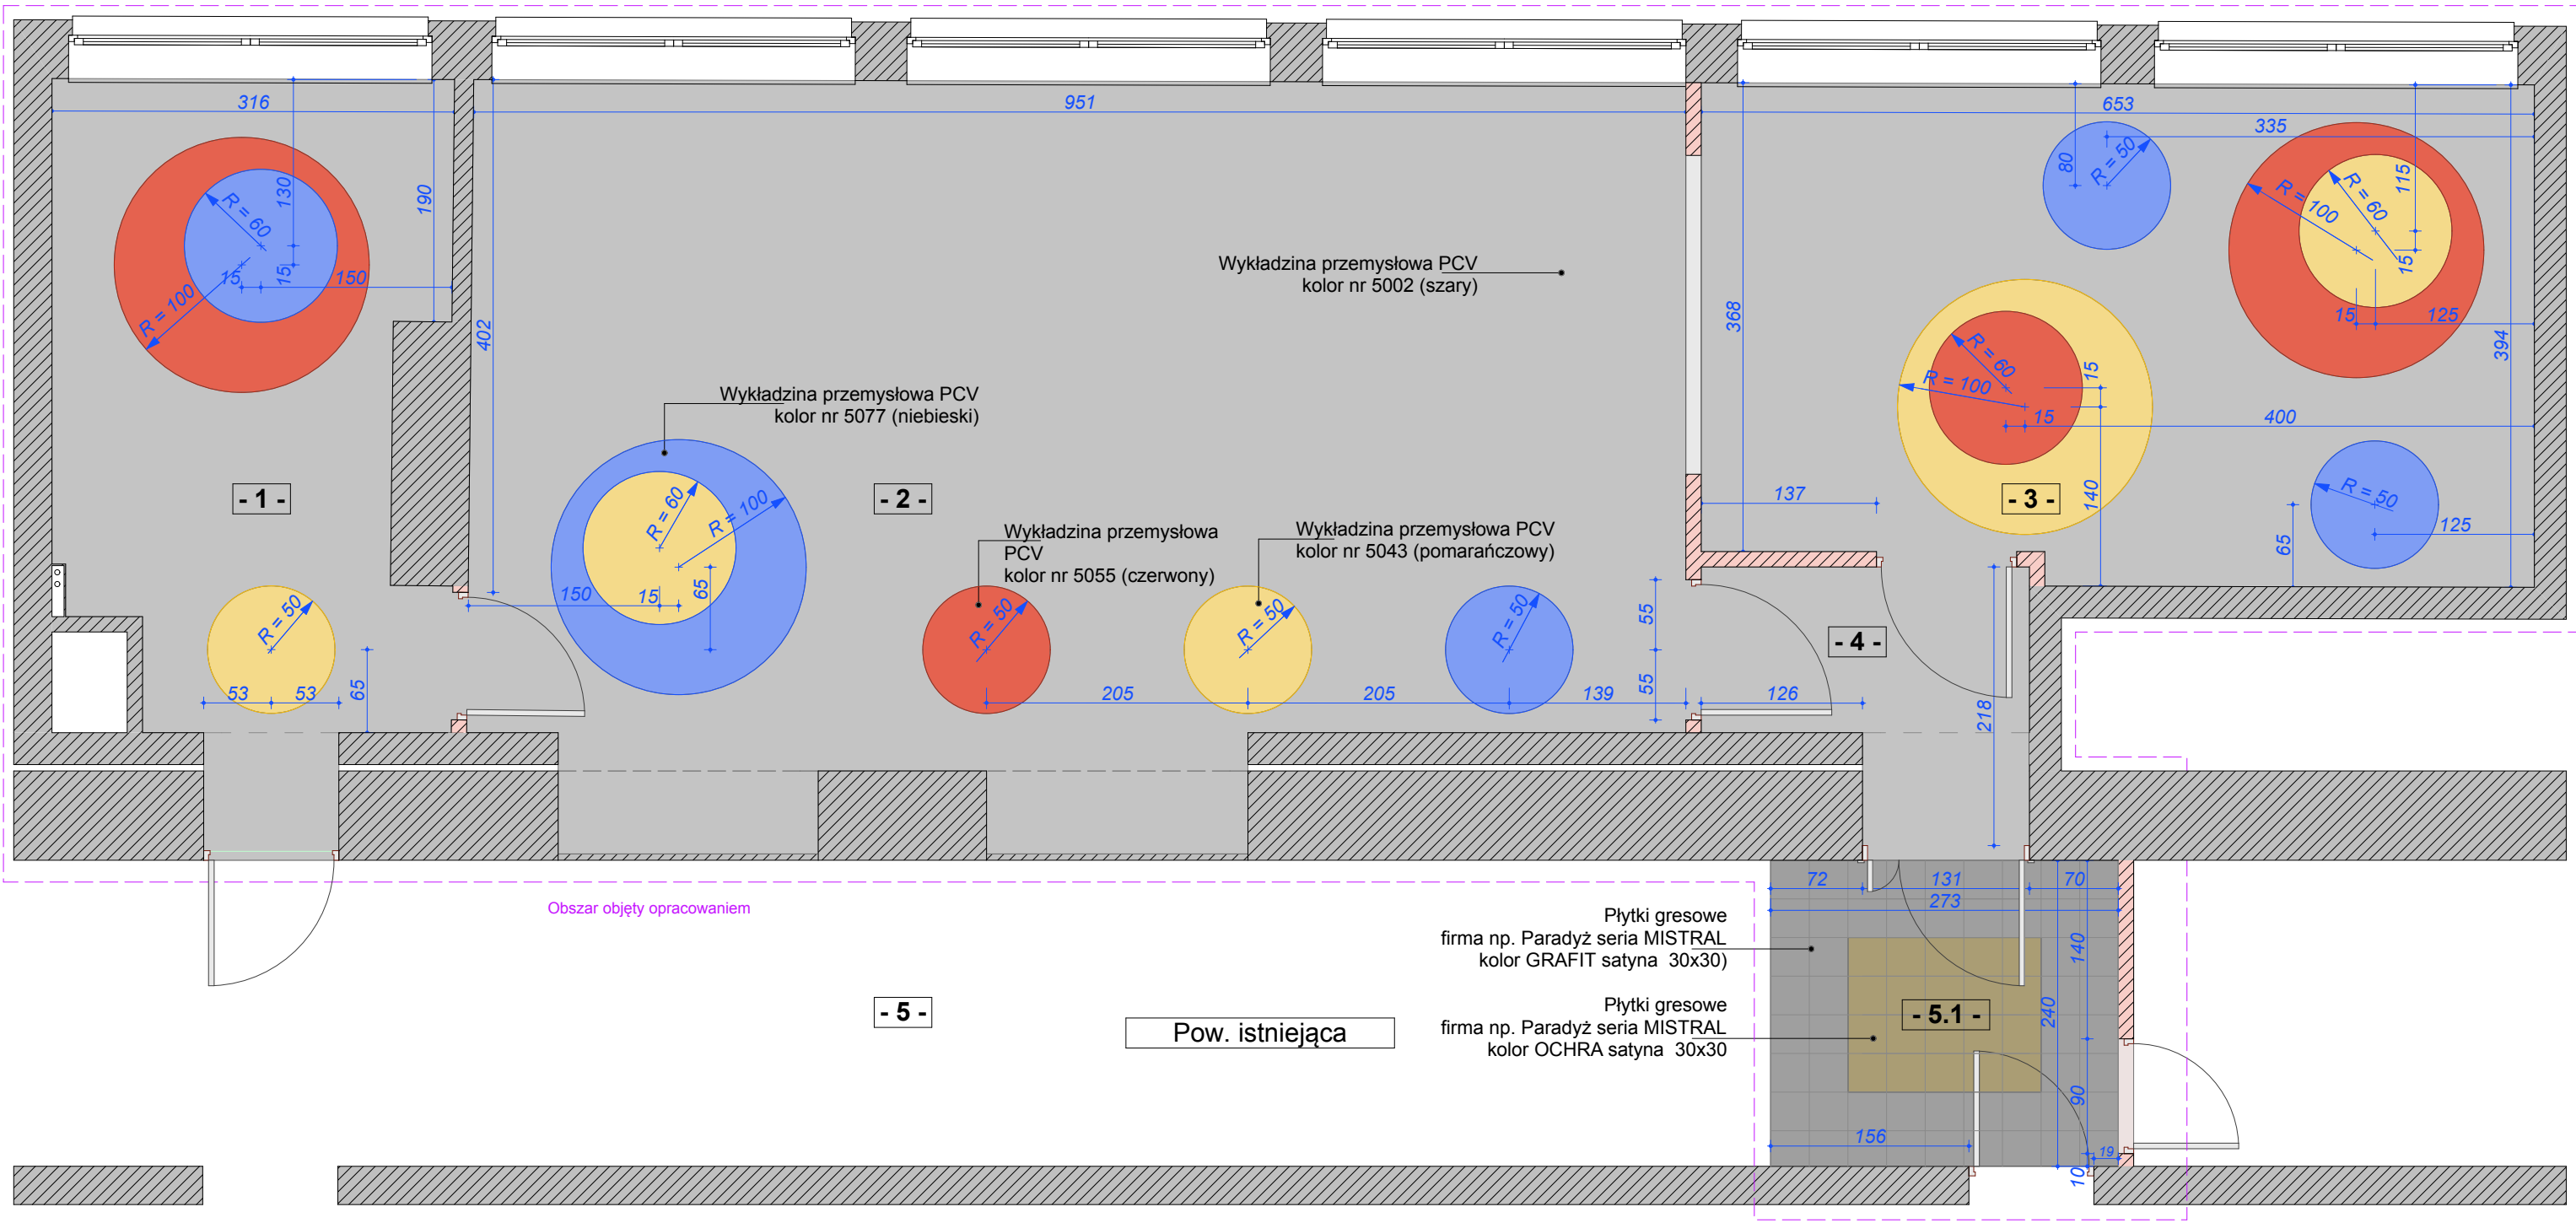 316
951
653
335
130
190
R = 60
15
15
150
R = 100
80
R = 50
R = 100
R = 60
115
15
15
125
394
Wykładzina przemysłowa PCV
kolor nr 5002 (szary)
402
368
R = 60
R = 100
15
15
400
140
Wykładzina przemysłowa PCV
kolor nr 5077 (niebieski)
- 1 -
- 2 -
- 3 -
137
R = 50
125
65
R = 60
R = 100
150
15
65
Wykładzina przemysłowa
PCV
kolor nr 5055 (czerwony)
Wykładzina przemysłowa PCV
kolor nr 5043 (pomarańczowy)
R = 50
53
53
65
R = 50
R = 50
R = 50
205
205
139
55
55
- 4 -
126
218
Obszar objęty opracowaniem
72
131
70
273
Płytki gresowe
firma np. Paradyż seria MISTRAL
kolor GRAFIT satyna 30x30)
140
Płytki gresowe
firma np. Paradyż seria MISTRAL
kolor OCHRA satyna 30x30
- 5 -
Pow. istniejąca
- 5.1 -
240
90
156
19
10